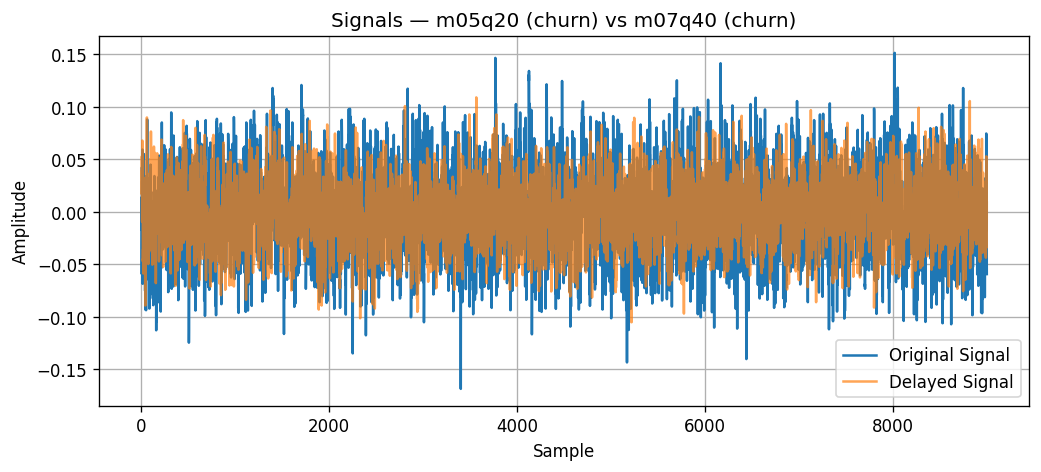 Signals — m05q20 (churn) vs m07q40 (churn)
0.15
0.10
0.05
0.00
−0.05
−0.10
−0.15
Amplitude
Original Signal
Delayed Signal
0 2000 4000 6000 8000
Sample